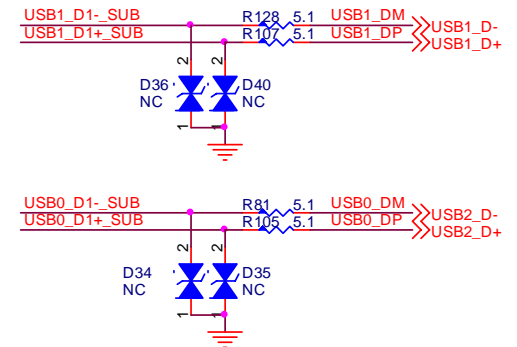 USB1_D1-_SUB R128 5.1 USB1_DM USB1_D-
USB1_D1+_SUB R107 5.1 USB1_DP USB1_D+
2 2
D36 D40
NC NC
1 1
USB0_D1-_SUB R81 5.1 USB0_DM USB2_D-
USB0_D1+_SUB R105 5.1 USB0_DP USB2_D+
2 2
D34 D35
NC NC
1 1